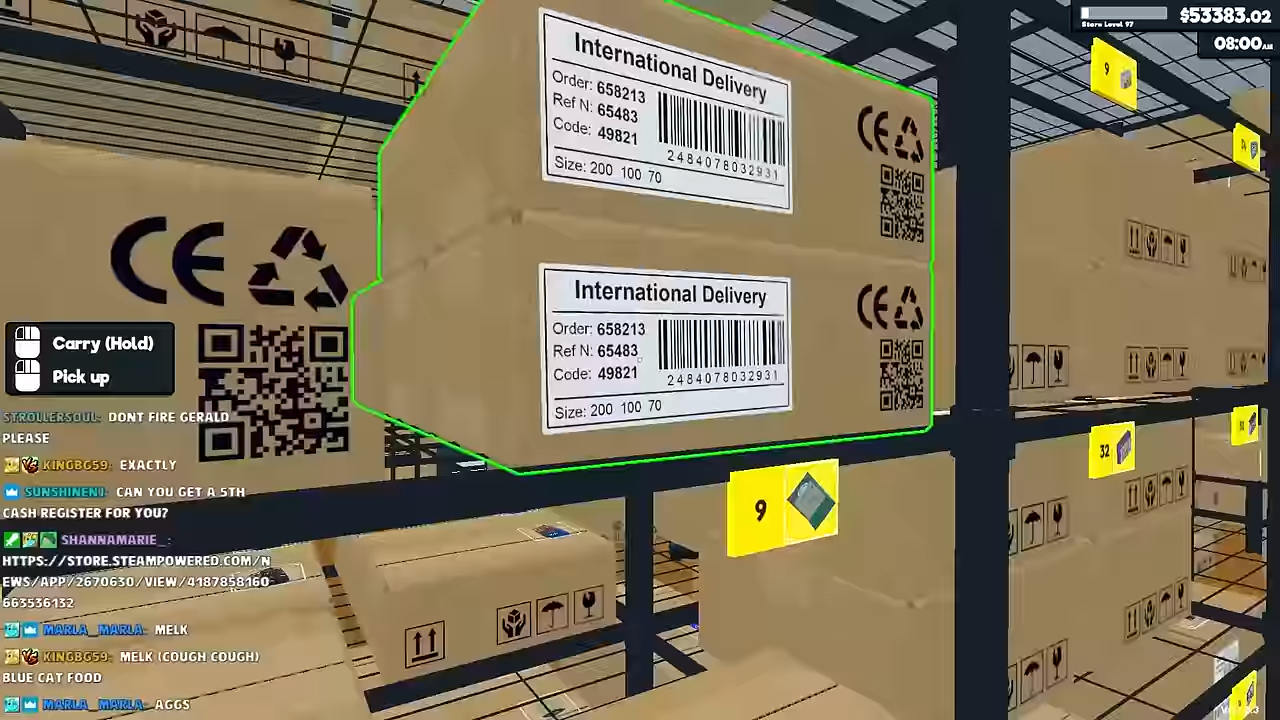 Store Level 97
$53383.02
08:00AM
9
International Delivery
Order: 658213
Ref N: 65483
Code: 49821
2484078032931
Size: 200 100 70
CE
CE
International Delivery
Order: 658213
Ref N: 65483
Code: 49821
2484078032931
Size: 200 100 70
CE
Carry (Hold)
Pick up
32
9
STROLLERSOUL: DONT FIRE GERALD
PLEASE
KINGBG59: EXACTLY
SUNSHINENJ: CAN YOU GET A 5TH
CASH REGISTER FOR YOU?
SHANNAMARIE_:
HTTPS://STORE.STEAMPOWERED.COM/N
EWS/APP/2670630/VIEW/4187858160
663536132
MARLA_MARLA: MELK
KINGBG59: MELK (COUGH COUGH)
BLUE CAT FOOD
MARLA_MARLA: AGGS